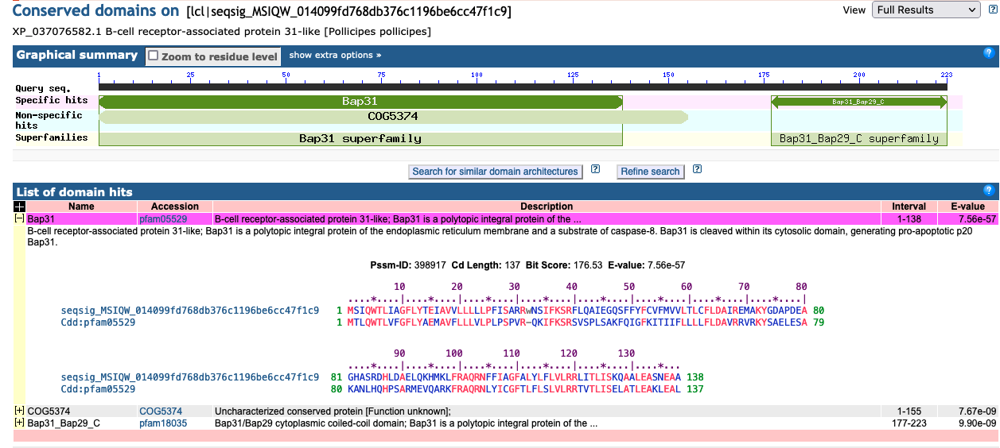 Conserved domains on [lcl|seqsig_MSIQW_014099fd768db376c1196be6cc47f1c9]
View Full Results ?
XP_037076582.1 B-cell receptor-associated protein 31-like [Pollicipes pollicipes]
Graphical summary Zoom to residue level show extra options » ?
1 25 50 75 100 125 150 175 200 223
Query seq.
Specific hits Bap31 Bap31_Bap29_C
Non-specific hits COG5374
Superfamilies Bap31 superfamily Bap31_Bap29_C superfamily
Search for similar domain architectures ? Refine search ?
List of domain hits ?
Name Accession Description Interval E-value
Bap31 pfam05529 B-cell receptor-associated protein 31-like; Bap31 is a polytopic integral protein of the ... 1-138 7.56e-57
B-cell receptor-associated protein 31-like; Bap31 is a polytopic integral protein of the endoplasmic reticulum membrane and a substrate of caspase-8. Bap31 is cleaved within its cytosolic domain, generating pro-apoptotic p20
Bap31.
Pssm-ID: 398917 Cd Length: 137 Bit Score: 176.53 E-value: 7.56e-57
10 20 30 40 50 60 70 80
....*....|....*....|....*....|....*....|....*....|....*....|....*....|....*....|
seqsig_MSIQW_014099fd768db376c1196be6cc47f1c9 1 MSIQWTLIAGFLYTEIAVVLLLLLPFISARRwNSIFKSRFLQAIEGQSFFYFCVFMVVLTLCFLDAIREMAKYGDAPDEA 80
Cdd:pfam05529 1 MTLQWTLVFGFLYAEMAVFLLLVLPLPSPVR-QKIFKSRSVSPLSAKFQIGFKITIIFLLLLFLDAVRRVRKYSAELESA 79
90 100 110 120 130
....*....|....*....|....*....|....*....|....*....|....*...
seqsig_MSIQW_014099fd768db376c1196be6cc47f1c9 81 GHASRDHLDAELQKHMKLFRAQRNFFIAGFALYLFLVLRRLITLISKQAALEASNEAA 138
Cdd:pfam05529 80 KANLHQHPSARMEVQARKFRAQRNLYICGFTLFLSLVLRRTVTLISELATLEAKLEAL 137
COG5374 COG5374 Uncharacterized conserved protein [Function unknown]; 1-155 7.67e-09
Bap31_Bap29_C pfam18035 Bap31/Bap29 cytoplasmic coiled-coil domain; Bap31 is a polytopic integral protein of the ... 177-223 9.90e-09